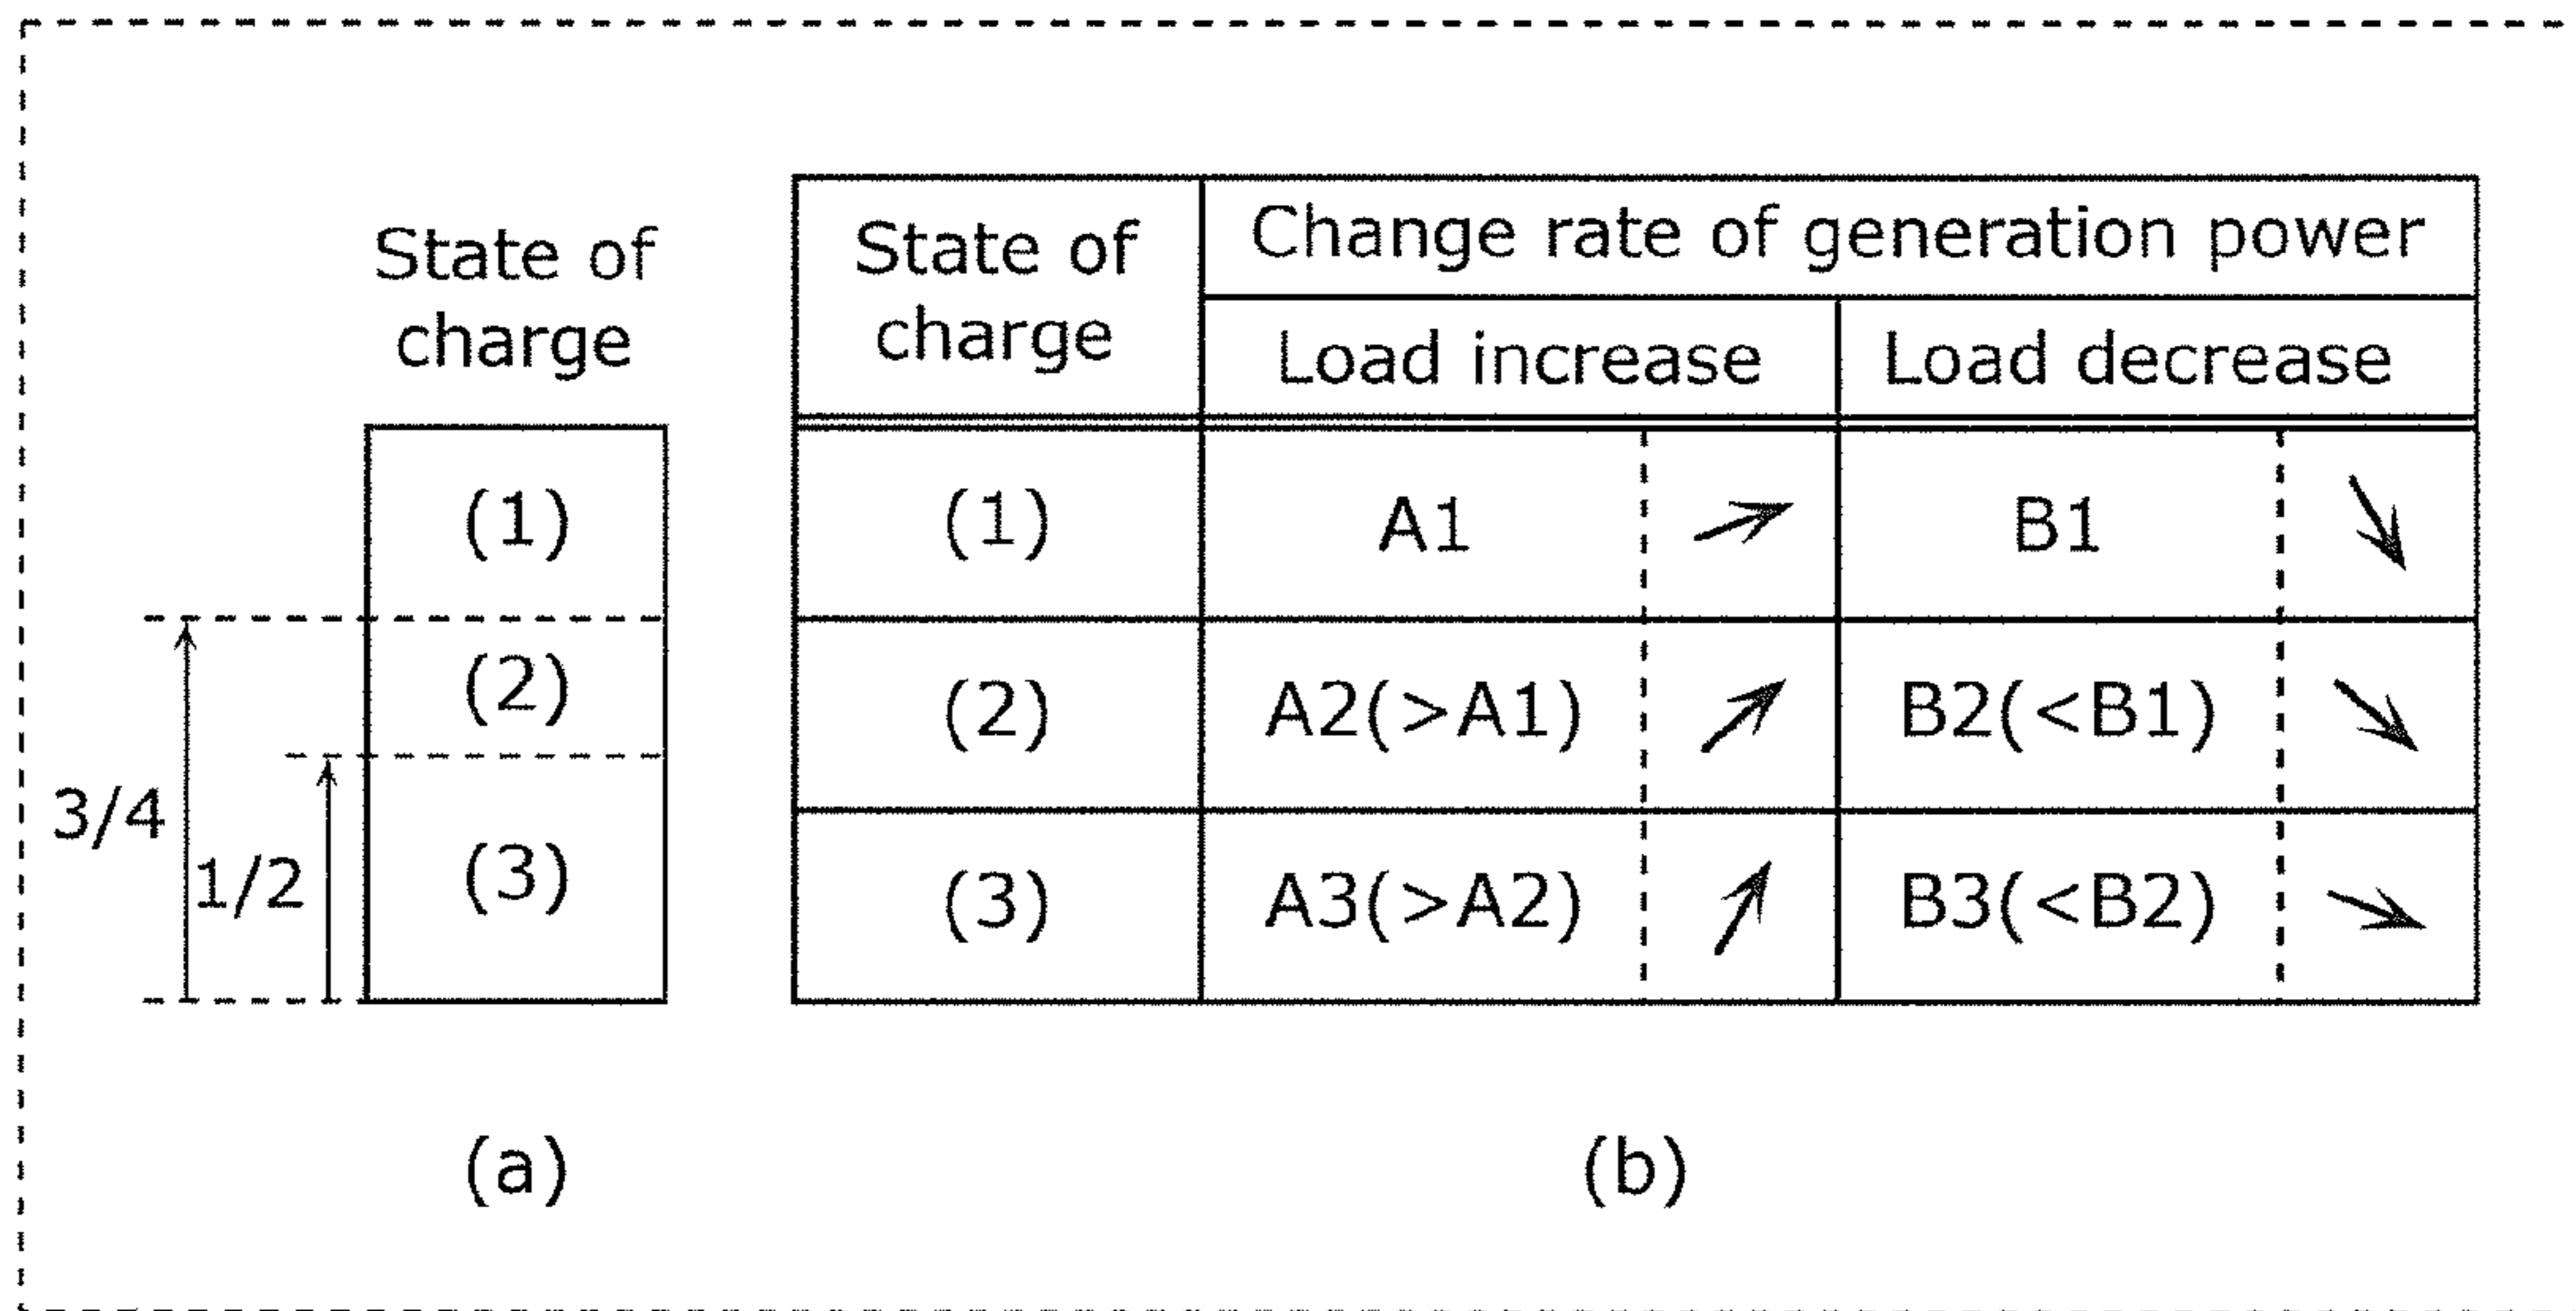 State of
charge
(1)
(2)
(3)
3/4
1/2
(a)
State of
charge
Change rate of generation power
Load increase
Load decrease
(1)
A1
B1
(2)
A2(>A1)
B2(<B1)
(3)
A3(>A2)
B3(<B2)
(b)